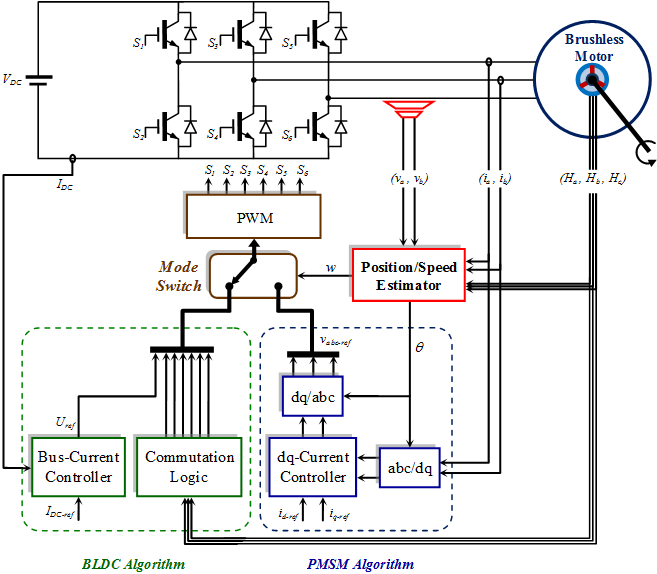 S1
S3
S5
Brushless
Motor
VDC
S2
S4
S6
IDC
S1 S2 S3 S4 S5 S6
(va , vb)
(ia , ib)
(Ha , Hb , Hc)
PWM
Mode
Switch
w
Position/Speed
Estimator
θ
vabc-ref
dq/abc
Uref
Bus-Current
Controller
Commutation
Logic
dq-Current
Controller
abc/dq
IDC-ref
id-ref
iq-ref
BLDC Algorithm
PMSM Algorithm